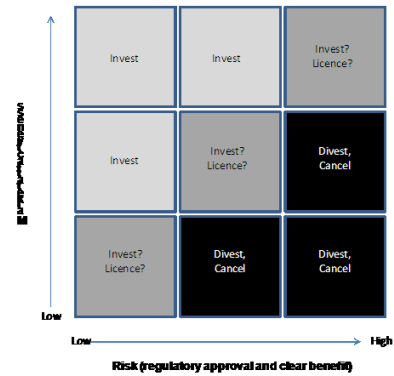 Invest
Invest
Invest?
Licence?
Invest
Invest?
Licence?
Divest,
Cancel
Invest?
Licence?
Divest,
Cancel
Divest,
Cancel
Low
Low
High
Risk (regulatory approval and clear benefit)